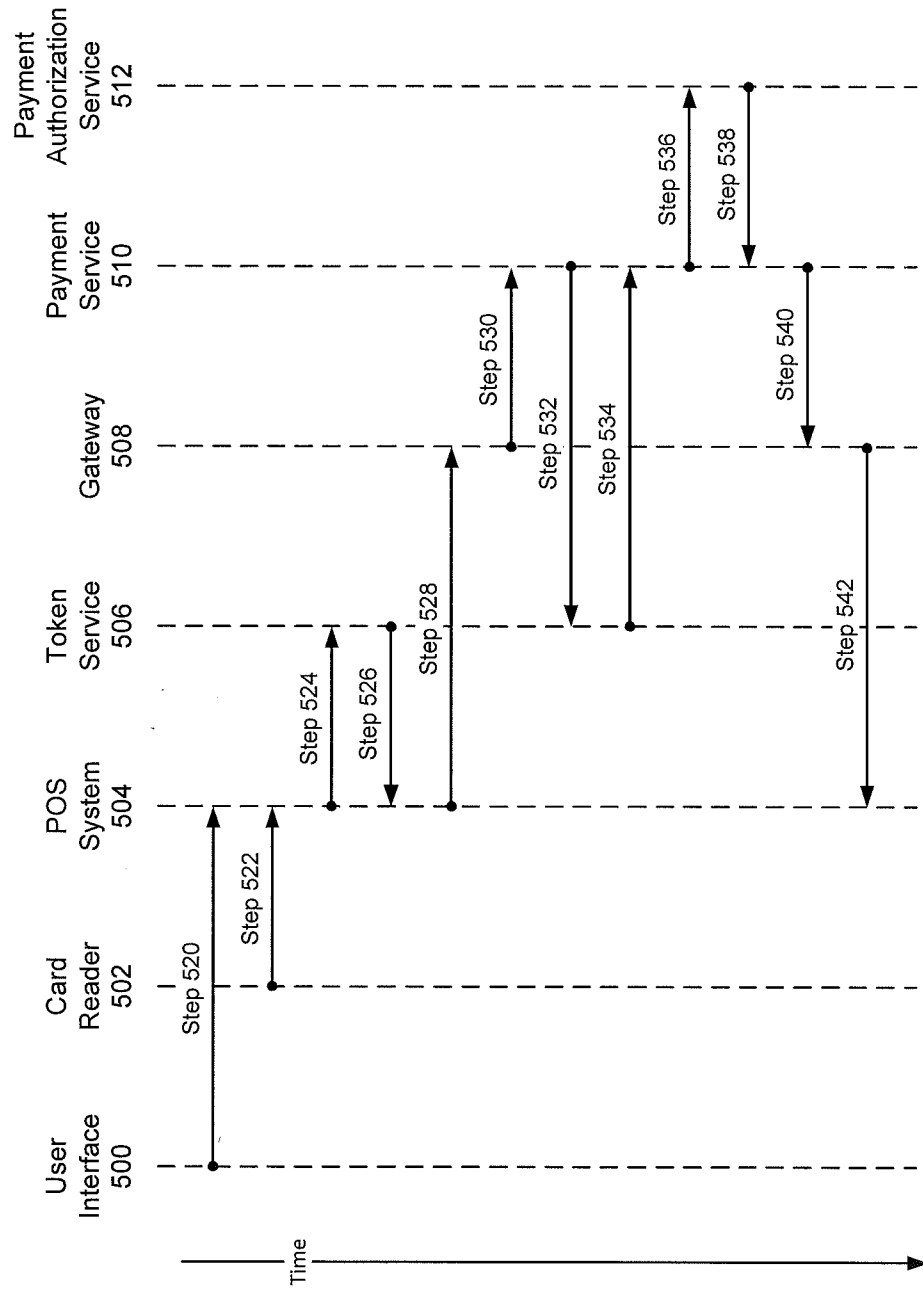 User
Interface
500
Card
Reader
502
POS
System
504
Token
Service
506
Gateway
508
Payment
Service
510
Payment
Authorization
Service
512
Time
Step 520
Step 522
Step 524
Step 526
Step 528
Step 530
Step 532
Step 534
Step 536
Step 538
Step 540
Step 542